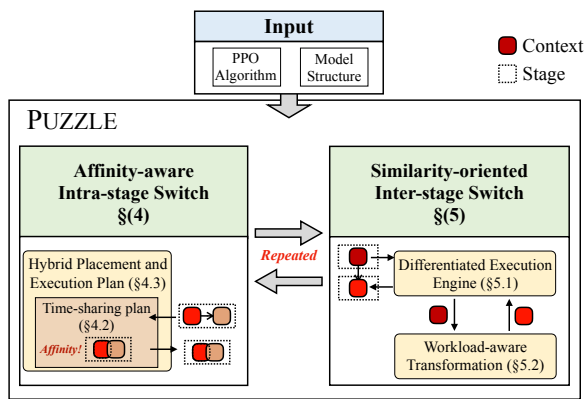 Input
PPO
Algorithm
Model
Structure
Context
Stage
PUZZLE
Affinity-aware
Intra-stage Switch
§(4)
Similarity-oriented
Inter-stage Switch
§(5)
Repeated
Hybrid Placement and
Execution Plan (§4.3)
Time-sharing plan
(§4.2)
Affinity!
Differentiated Execution
Engine (§5.1)
Workload-aware
Transformation (§5.2)